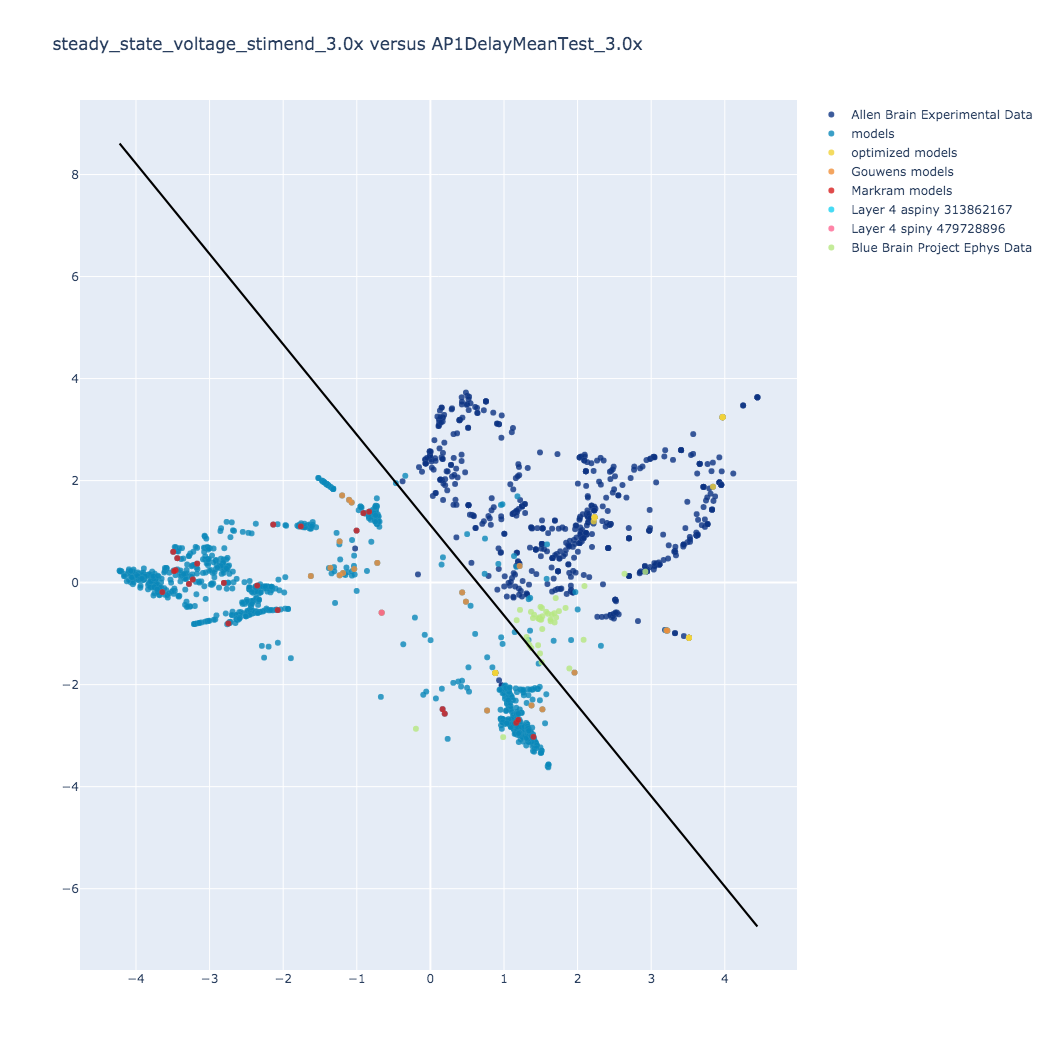 steady_state_voltage_stimend_3.0x versus AP1DelayMeanTest_3.0x
Allen Brain Experimental Data
models
optimized models
Gouwens models
Markram models
Layer 4 aspiny 313862167
Layer 4 spiny 479728896
Blue Brain Project Ephys Data
8
6
4
2
0
−2
−4
−6
−4 −3 −2 −1 0 1 2 3 4